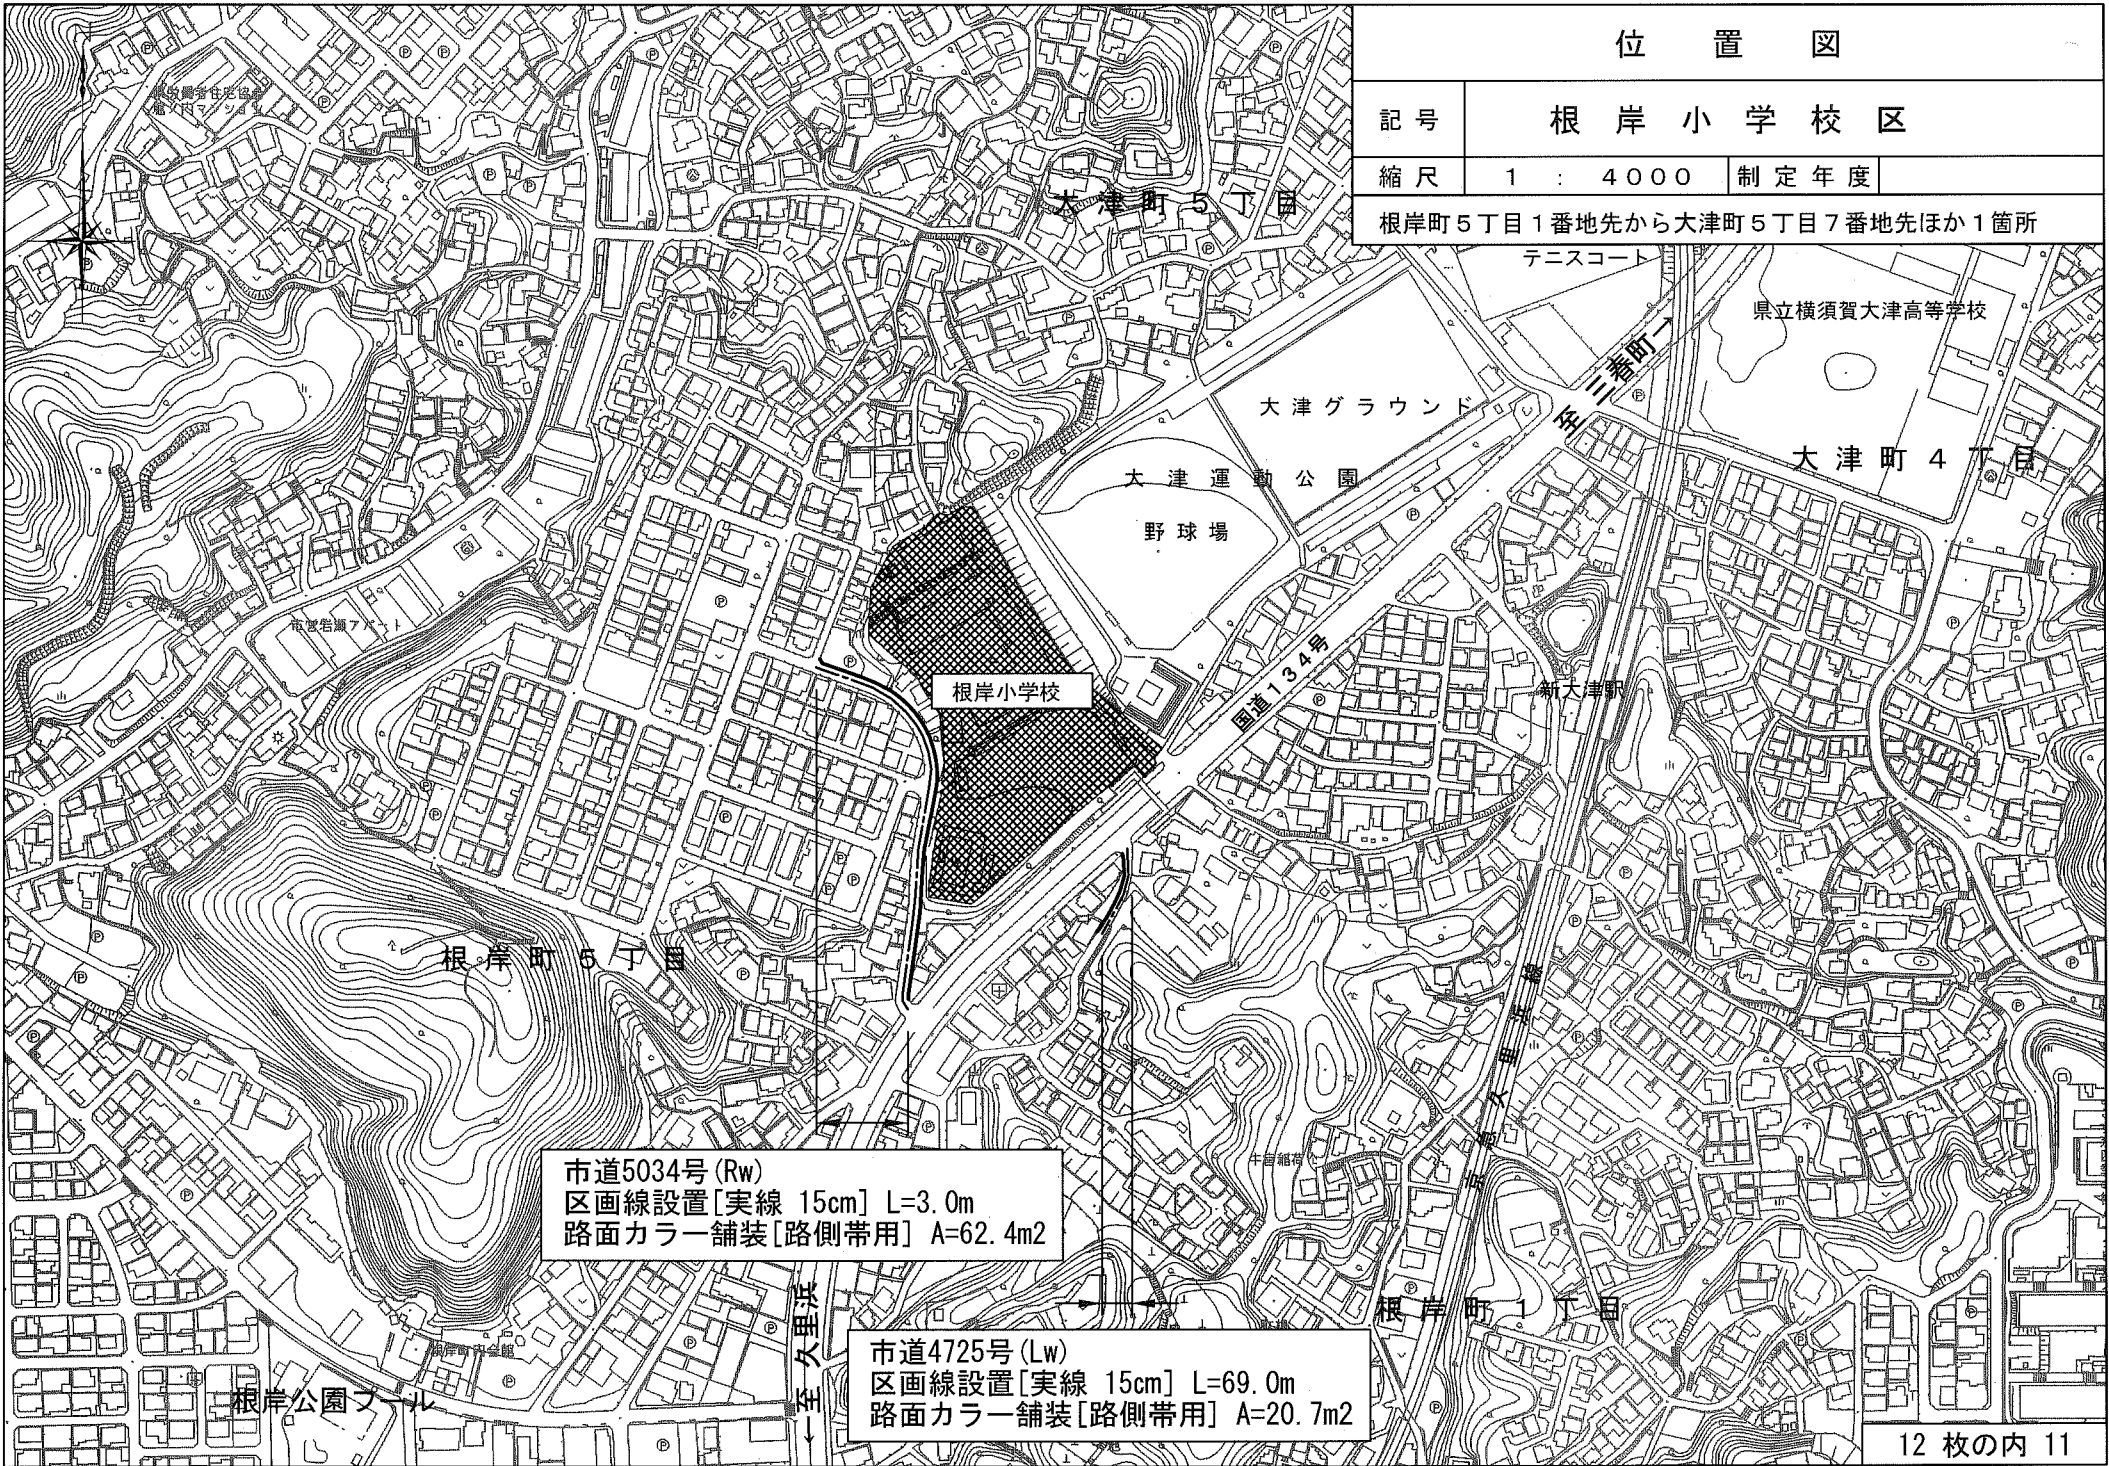 位置図
記号 根岸小学校区
縮尺 1 : 4000 制定年度
根岸町5丁目1番地先から大津町5丁目7番地先ほか1箇所
大津町5丁目
テニスコート
県立横須賀大津高等学校
至 三春町→
大津グラウンド
大津町4丁目
大津運動公園
野球場
市営岩瀬アパート
根岸小学校
国道134号
新大津駅
根岸町5丁目
京急久里浜線
市道5034号(Rw)
区画線設置[実線 15cm] L=3.0m
路面カラー舗装[路側帯用] A=62.4m2
←至 久里浜
根岸町1丁目
市道4725号(Lw)
区画線設置[実線 15cm] L=69.0m
路面カラー舗装[路側帯用] A=20.7m2
根岸町内会館
根岸公園プール
12 枚の内 11